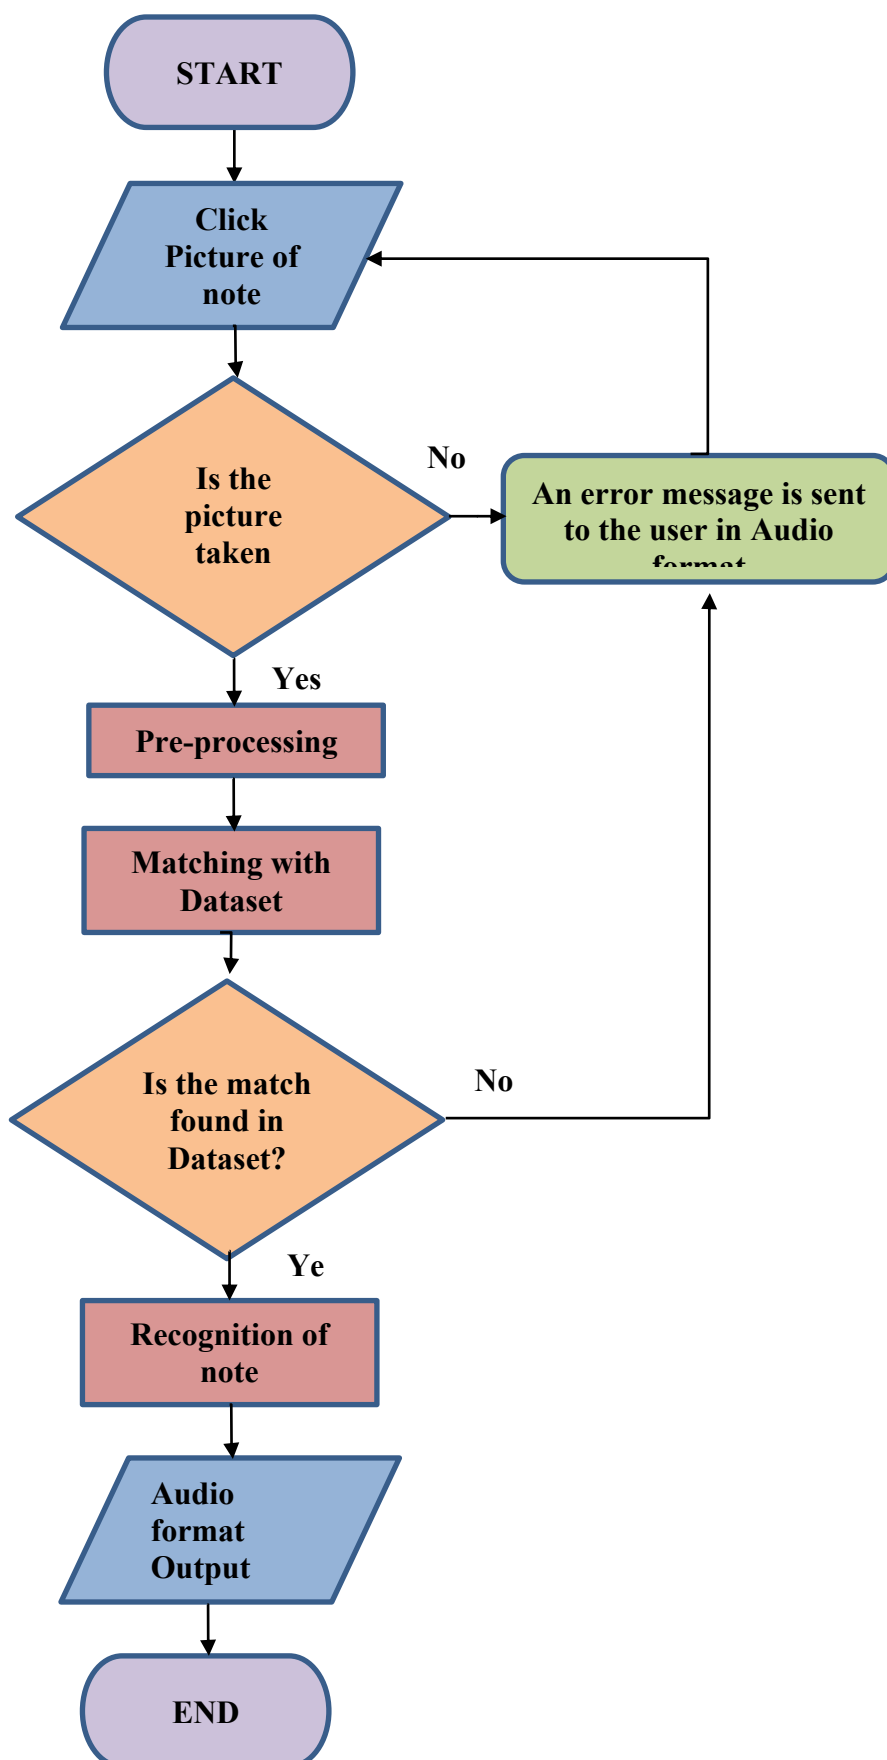 START
Click
Picture of
note
No
Is the
picture
taken
An error message is sent
to the user in Audio
format
Yes
Pre-processing
Matching with
Dataset
Is the match
found in
Dataset?
No
Ye
Recognition of
note
Audio
format
Output
END